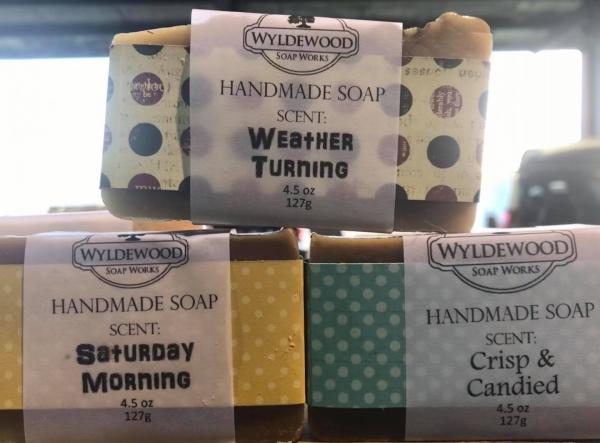 WYLDEWOOD
SOAP WORKS
HANDMADE SOAP
SCENT:
WEATHER
TURNING
4.5 oz
127g
WYLDEWOOD
SOAP WORKS
HANDMADE SOAP
SCENT:
SATURDAY
MORNING
4.5 oz
127g
WYLDEWOOD
SOAP WORKS
HANDMADE SOAP
SCENT:
Crisp &
Candied
4.5 oz
127g